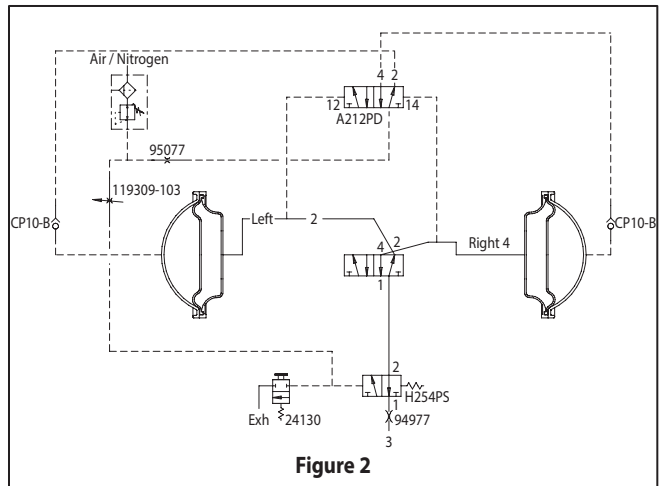 Air / Nitrogen
4 2
12 14
A212PD
95077
119309-103
CP10-B
CP10-B
Left 2
4 2
Right 4
1
2
H254PS
1
Exh 24130
94977
3
Figure 2